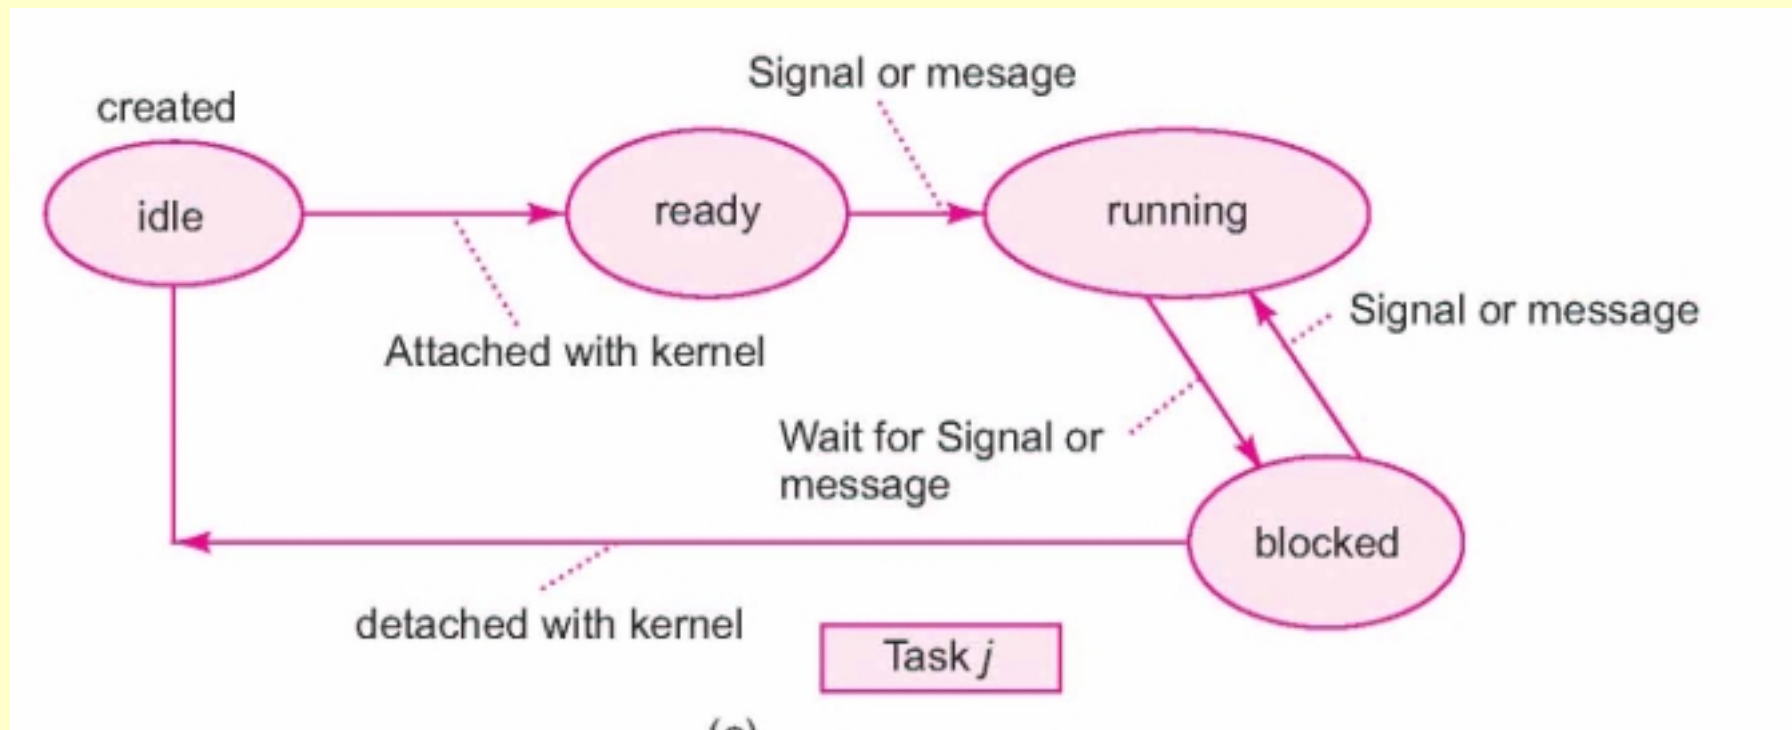 Signal or mesage
created
idle
ready
running
Signal or message
Attached with kernel
Wait for Signal or
message
blocked
detached with kernel
Task j